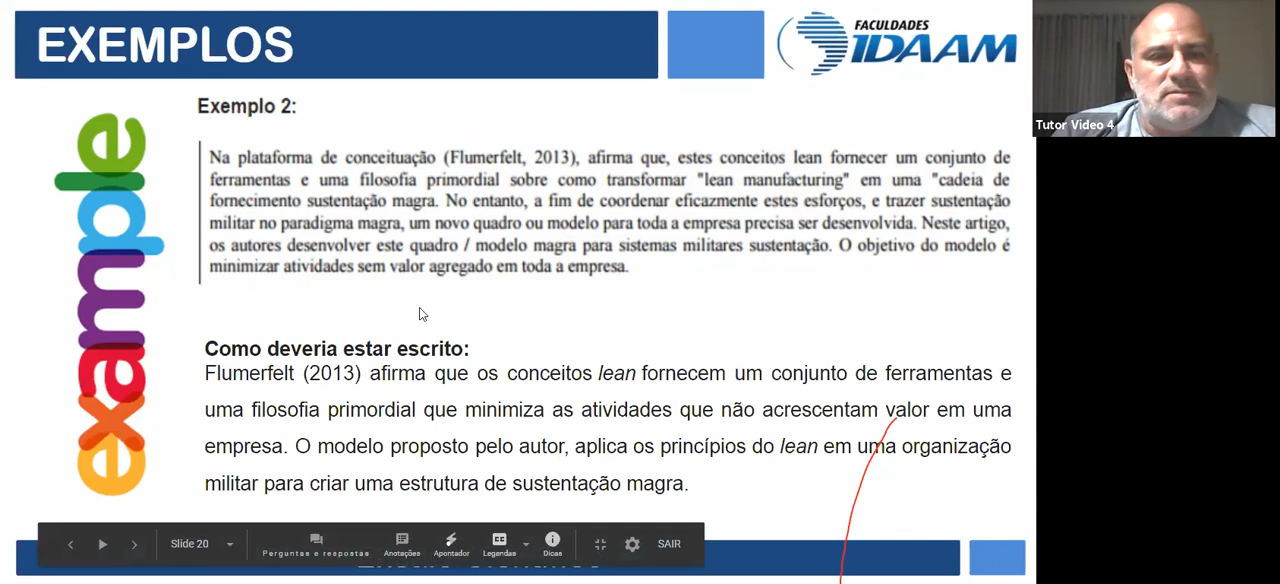 EXEMPLOS
FACULDADES
IDAAM
Tutor Video 4
example
Exemplo 2:
Na plataforma de conceituação (Flumerfelt, 2013), afirma que, estes conceitos lean fornecer um conjunto de
ferramentas e uma filosofia primordial sobre como transformar "lean manufacturing" em uma "cadeia de
fornecimento sustentação magra. No entanto, a fim de coordenar eficazmente estes esforços, e trazer sustentação
militar no paradigma magra, um novo quadro ou modelo para toda a empresa precisa ser desenvolvida. Neste artigo,
os autores desenvolver este quadro / modelo magra para sistemas militares sustentação. O objetivo do modelo é
minimizar atividades sem valor agregado em toda a empresa.
Como deveria estar escrito:
Flumerfelt (2013) afirma que os conceitos lean fornecem um conjunto de ferramentas e
uma filosofia primordial que minimiza as atividades que não acrescentam valor em uma
empresa. O modelo proposto pelo autor, aplica os princípios do lean em uma organização
militar para criar uma estrutura de sustentação magra.
Slide 20
Perguntas e respostas
Anotações
Apontador
Legendas
Dicas
SAIR